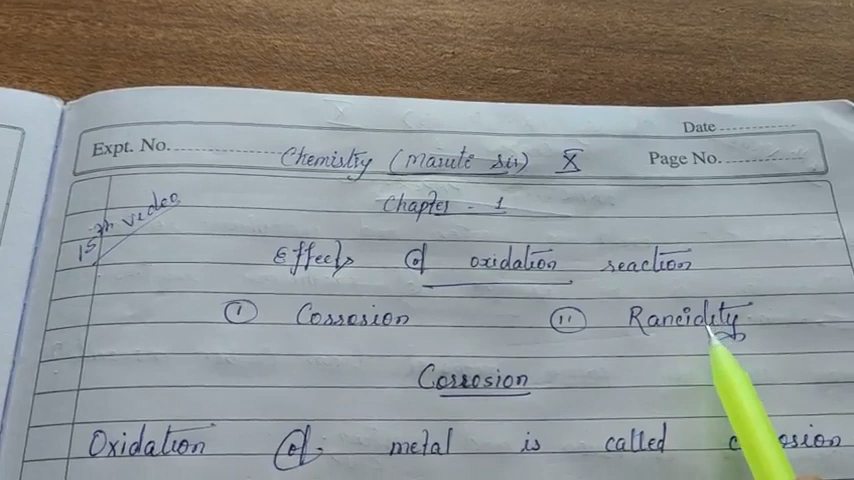 Date
Expt. No. Chemistry (Marute sir) X Page No.
Chapter - 1
15th video
Effects of oxidation reaction
(i) Corrosion (ii) Rancidity
Corrosion
Oxidation of metal is called